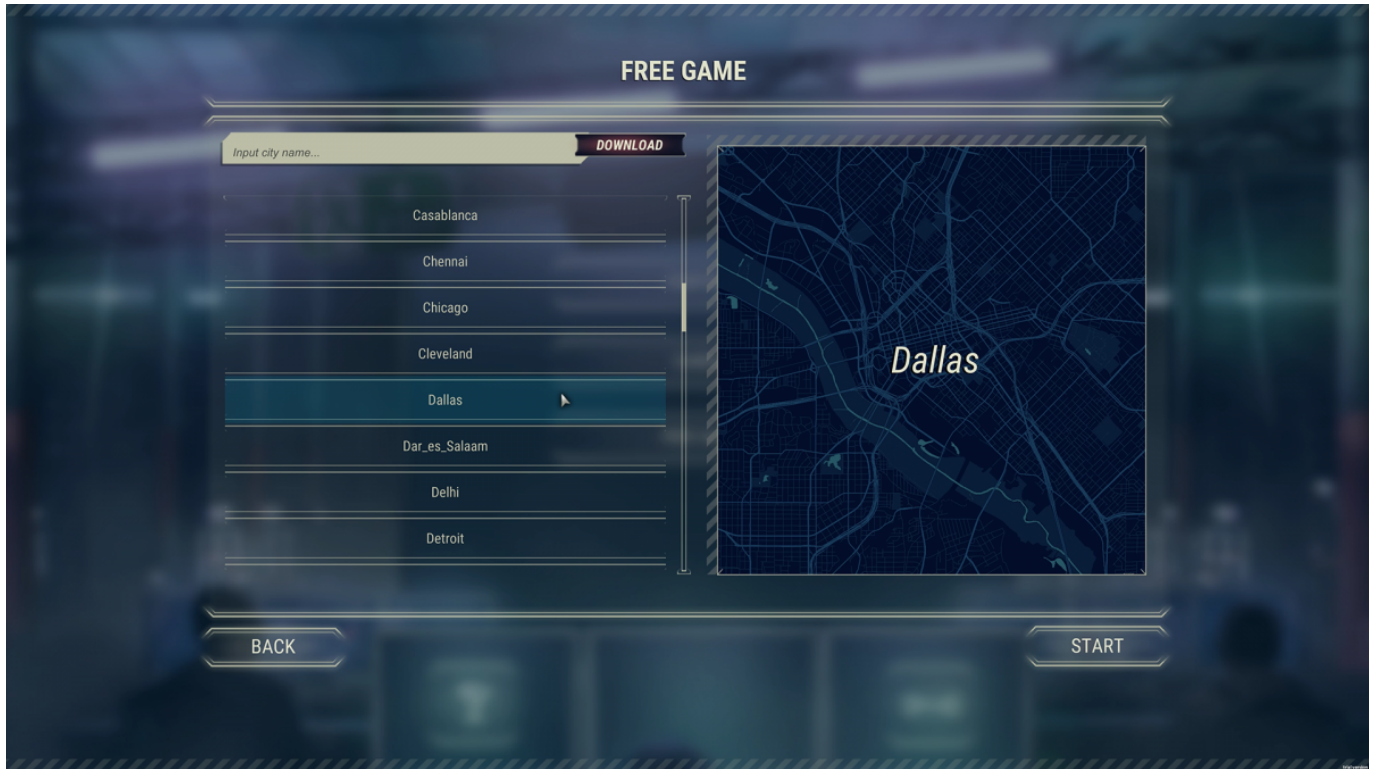 FREE GAME
Input city name...
DOWNLOAD
Casablanca
Chennai
Chicago
Cleveland
Dallas
Dar_es_Salaam
Delhi
Detroit
Dallas
BACK
START